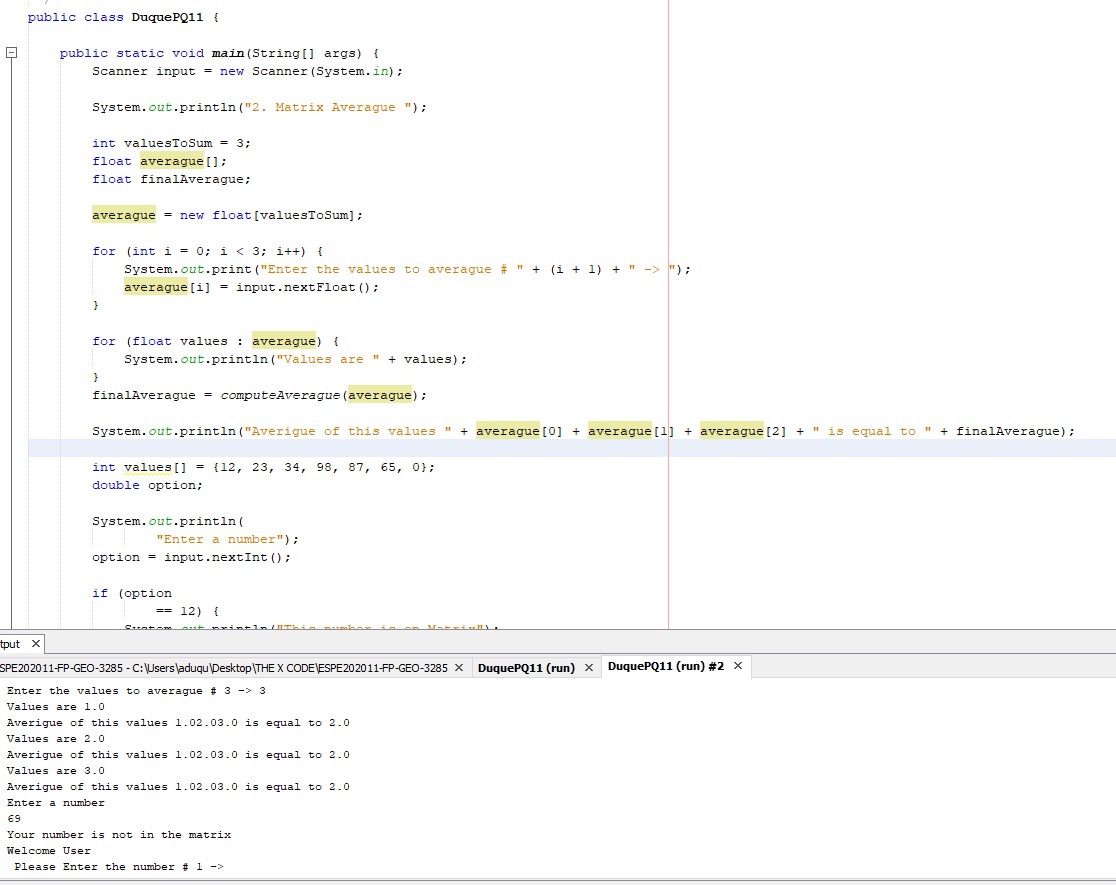 public class DuquePQ11 {
public static void main(String[] args) {
Scanner input = new Scanner(System.in);
System.out.println("2. Matrix Averague ");
int valuesToSum = 3;
float averague[];
float finalAverague;
averague = new float[valuesToSum];
for (int i = 0; i < 3; i++) {
System.out.print("Enter the values to averague # " + (i + 1) + " -> ");
averague[i] = input.nextFloat();
}
for (float values : averague) {
System.out.println("Values are " + values);
}
finalAverague = computeAverague(averague);
System.out.println("Averigue of this values " + averague[0] + averague[1] + averague[2] + " is equal to " + finalAverague);
int values[] = {12, 23, 34, 98, 87, 65, 0};
double option;
System.out.println(
"Enter a number");
option = input.nextInt();
if (option
== 12) {
System.out.println("This number is on Matrix");
tput
SPE202011-FP-GEO-3285 - C:\Users\aduqu\Desktop\THE X CODE\ESPE202011-FP-GEO-3285
DuquePQ11 (run)
DuquePQ11 (run) #2
Enter the values to averague # 3 -> 3
Values are 1.0
Averigue of this values 1.02.03.0 is equal to 2.0
Values are 2.0
Averigue of this values 1.02.03.0 is equal to 2.0
Values are 3.0
Averigue of this values 1.02.03.0 is equal to 2.0
Enter a number
69
Your number is not in the matrix
Welcome User
Please Enter the number # 1 ->